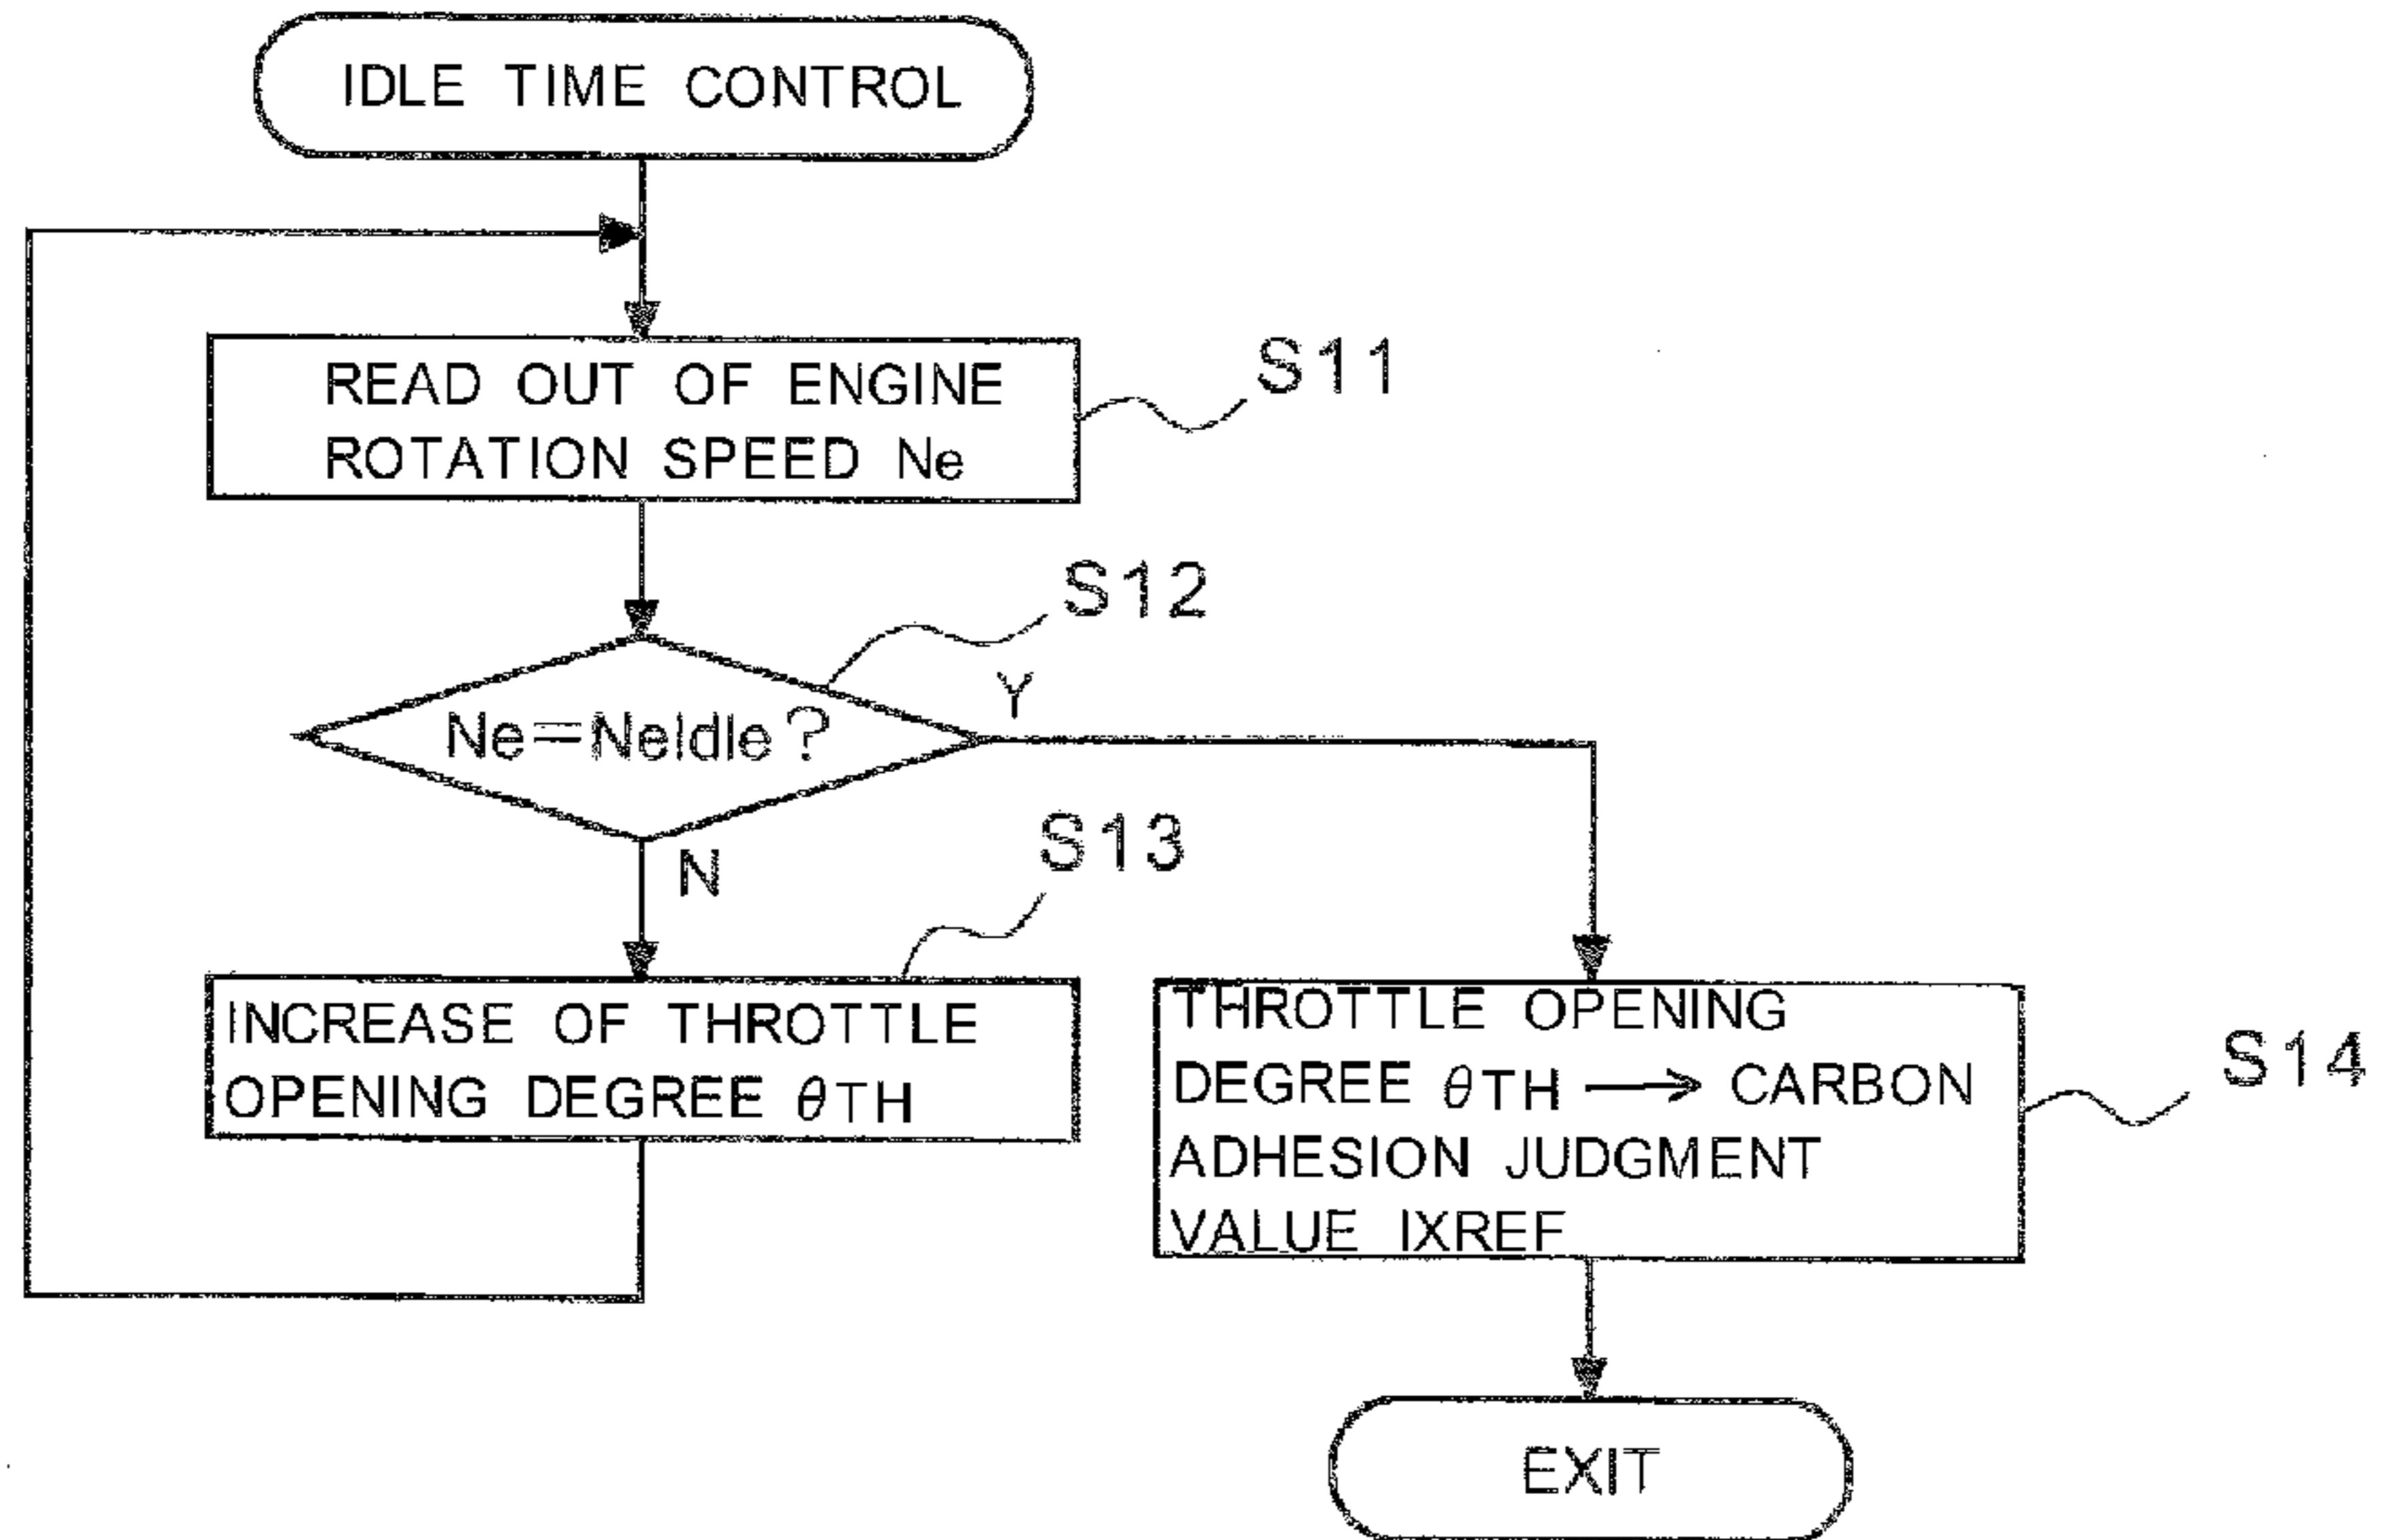 IDLE TIME CONTROL
READ OUT OF ENGINE
ROTATION SPEED Ne
S11
S12
Ne=NeIdle?
Y
N
S13
INCREASE OF THROTTLE
OPENING DEGREE θTH
THROTTLE OPENING
DEGREE θTH → CARBON
ADHESION JUDGMENT
VALUE IXREF
S14
EXIT